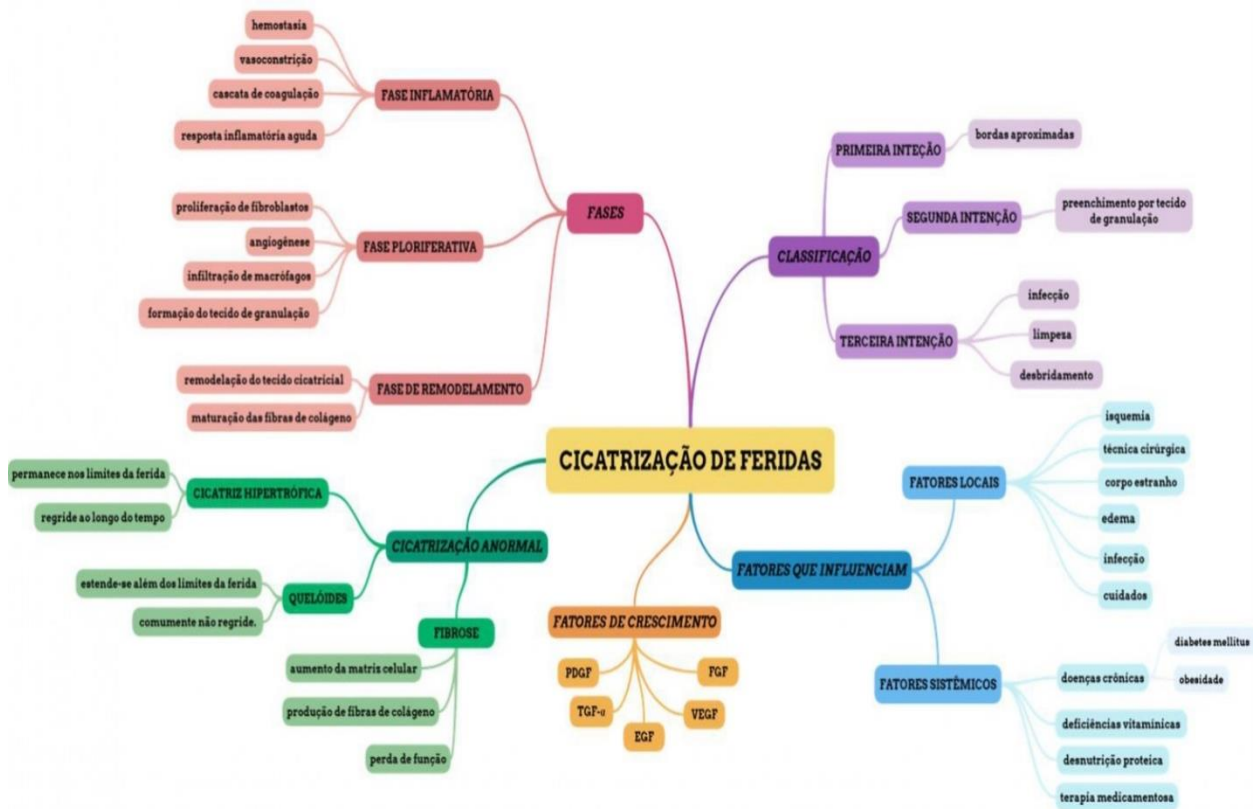 CICATRIZAÇÃO DE FERIDAS
FASES
FASE INFLAMATÓRIA
hemostasia
vasoconstrição
cascata de coagulação
resposta inflamatória aguda
FASE PLORIFERATIVA
proliferação de fibroblastos
angiogênese
infiltração de macrófagos
formação do tecido de granulação
FASE DE REMODELAMENTO
remodelação do tecido cicatricial
maturação das fibras de colágeno
CLASSIFICAÇÃO
PRIMEIRA INTEÇÃO
bordas aproximadas
SEGUNDA INTENÇÃO
preenchimento por tecido
de granulação
TERCEIRA INTENÇÃO
infecção
limpeza
desbridamento
CICATRIZAÇÃO ANORMAL
CICATRIZ HIPERTRÓFICA
permanece nos limites da ferida
regride ao longo do tempo
QUELÓIDES
estende-se além dos limites da ferida
comumente não regride.
FIBROSE
aumento da matrix celular
produção de fibras de colágeno
perda de função
FATORES DE CRESCIMENTO
PDGF
TGF-α
EGF
VEGF
FGF
FATORES QUE INFLUENCIAM
FATORES LOCAIS
isquemia
técnica cirúrgica
corpo estranho
edema
infecção
cuidados
FATORES SISTÊMICOS
doenças crônicas
diabetes mellitus
obesidade
deficiências vitamínicas
desnutrição proteica
terapia medicamentosa